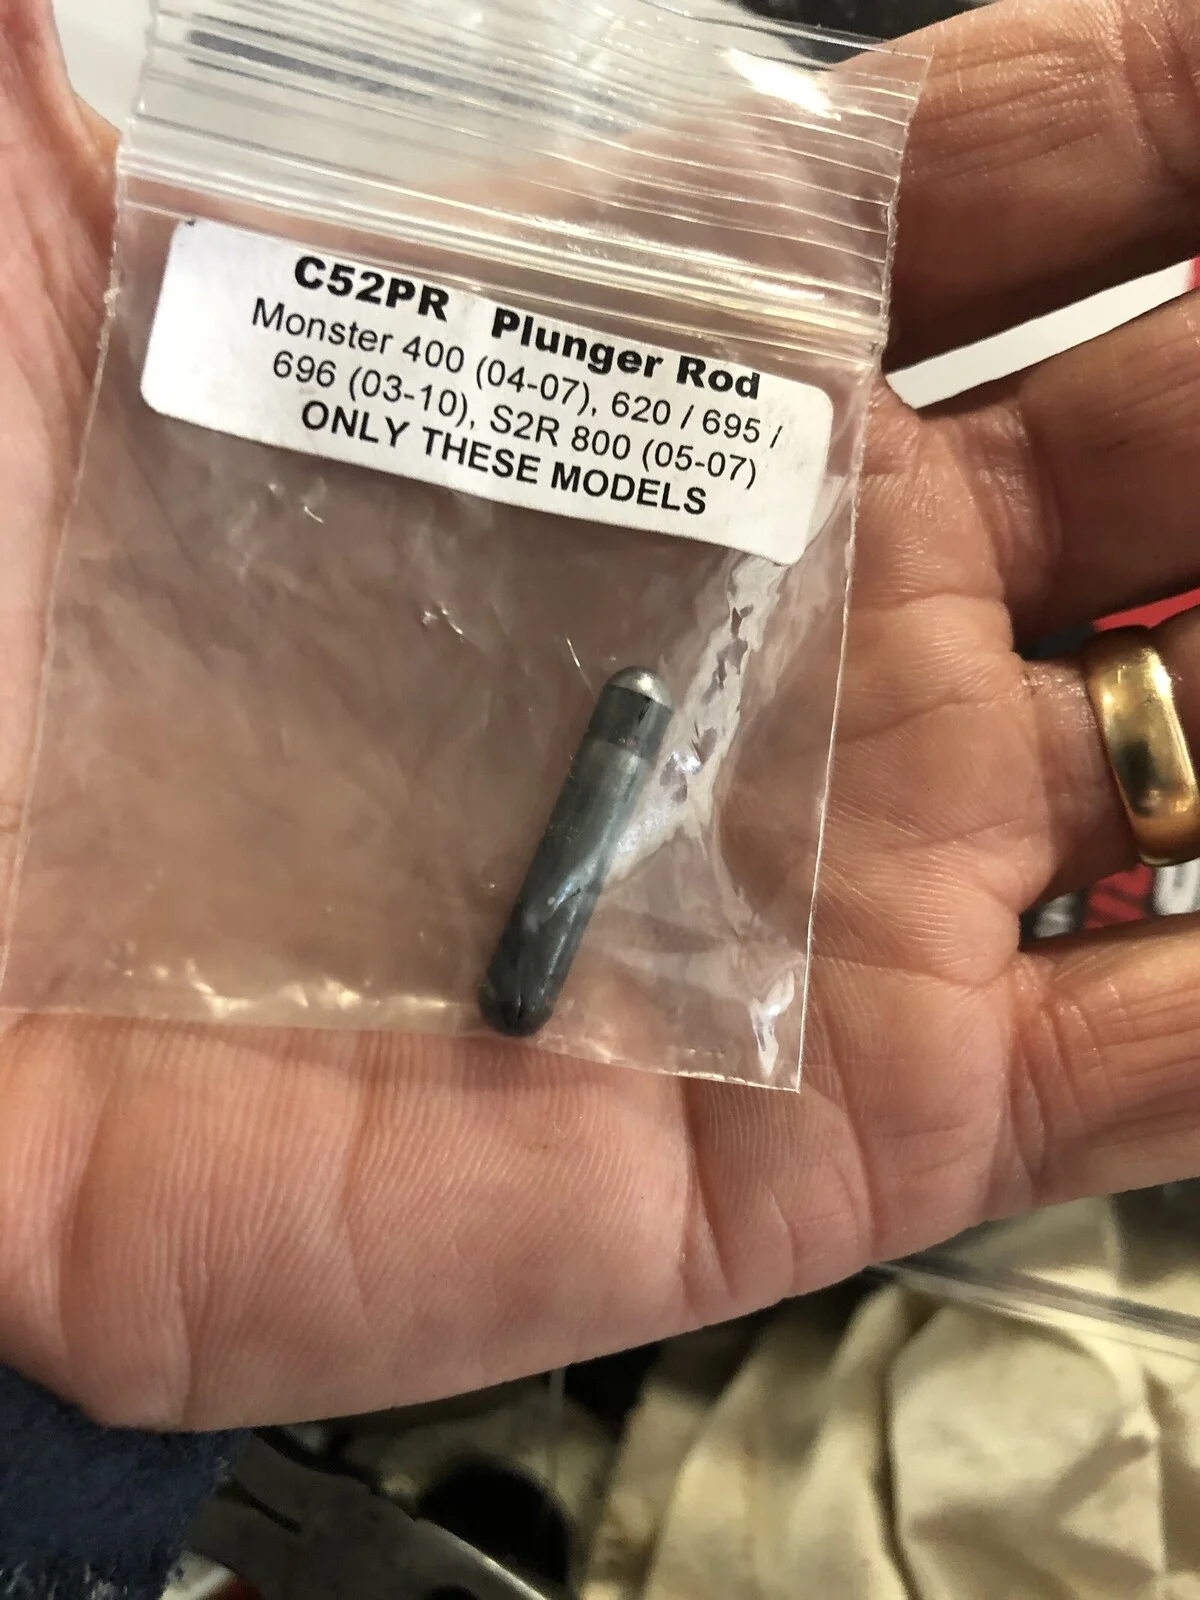 C52PR Plunger Rod
Monster 400 (04-07), 620 / 695 /
696 (03-10), S2R 800 (05-07)
ONLY THESE MODELS